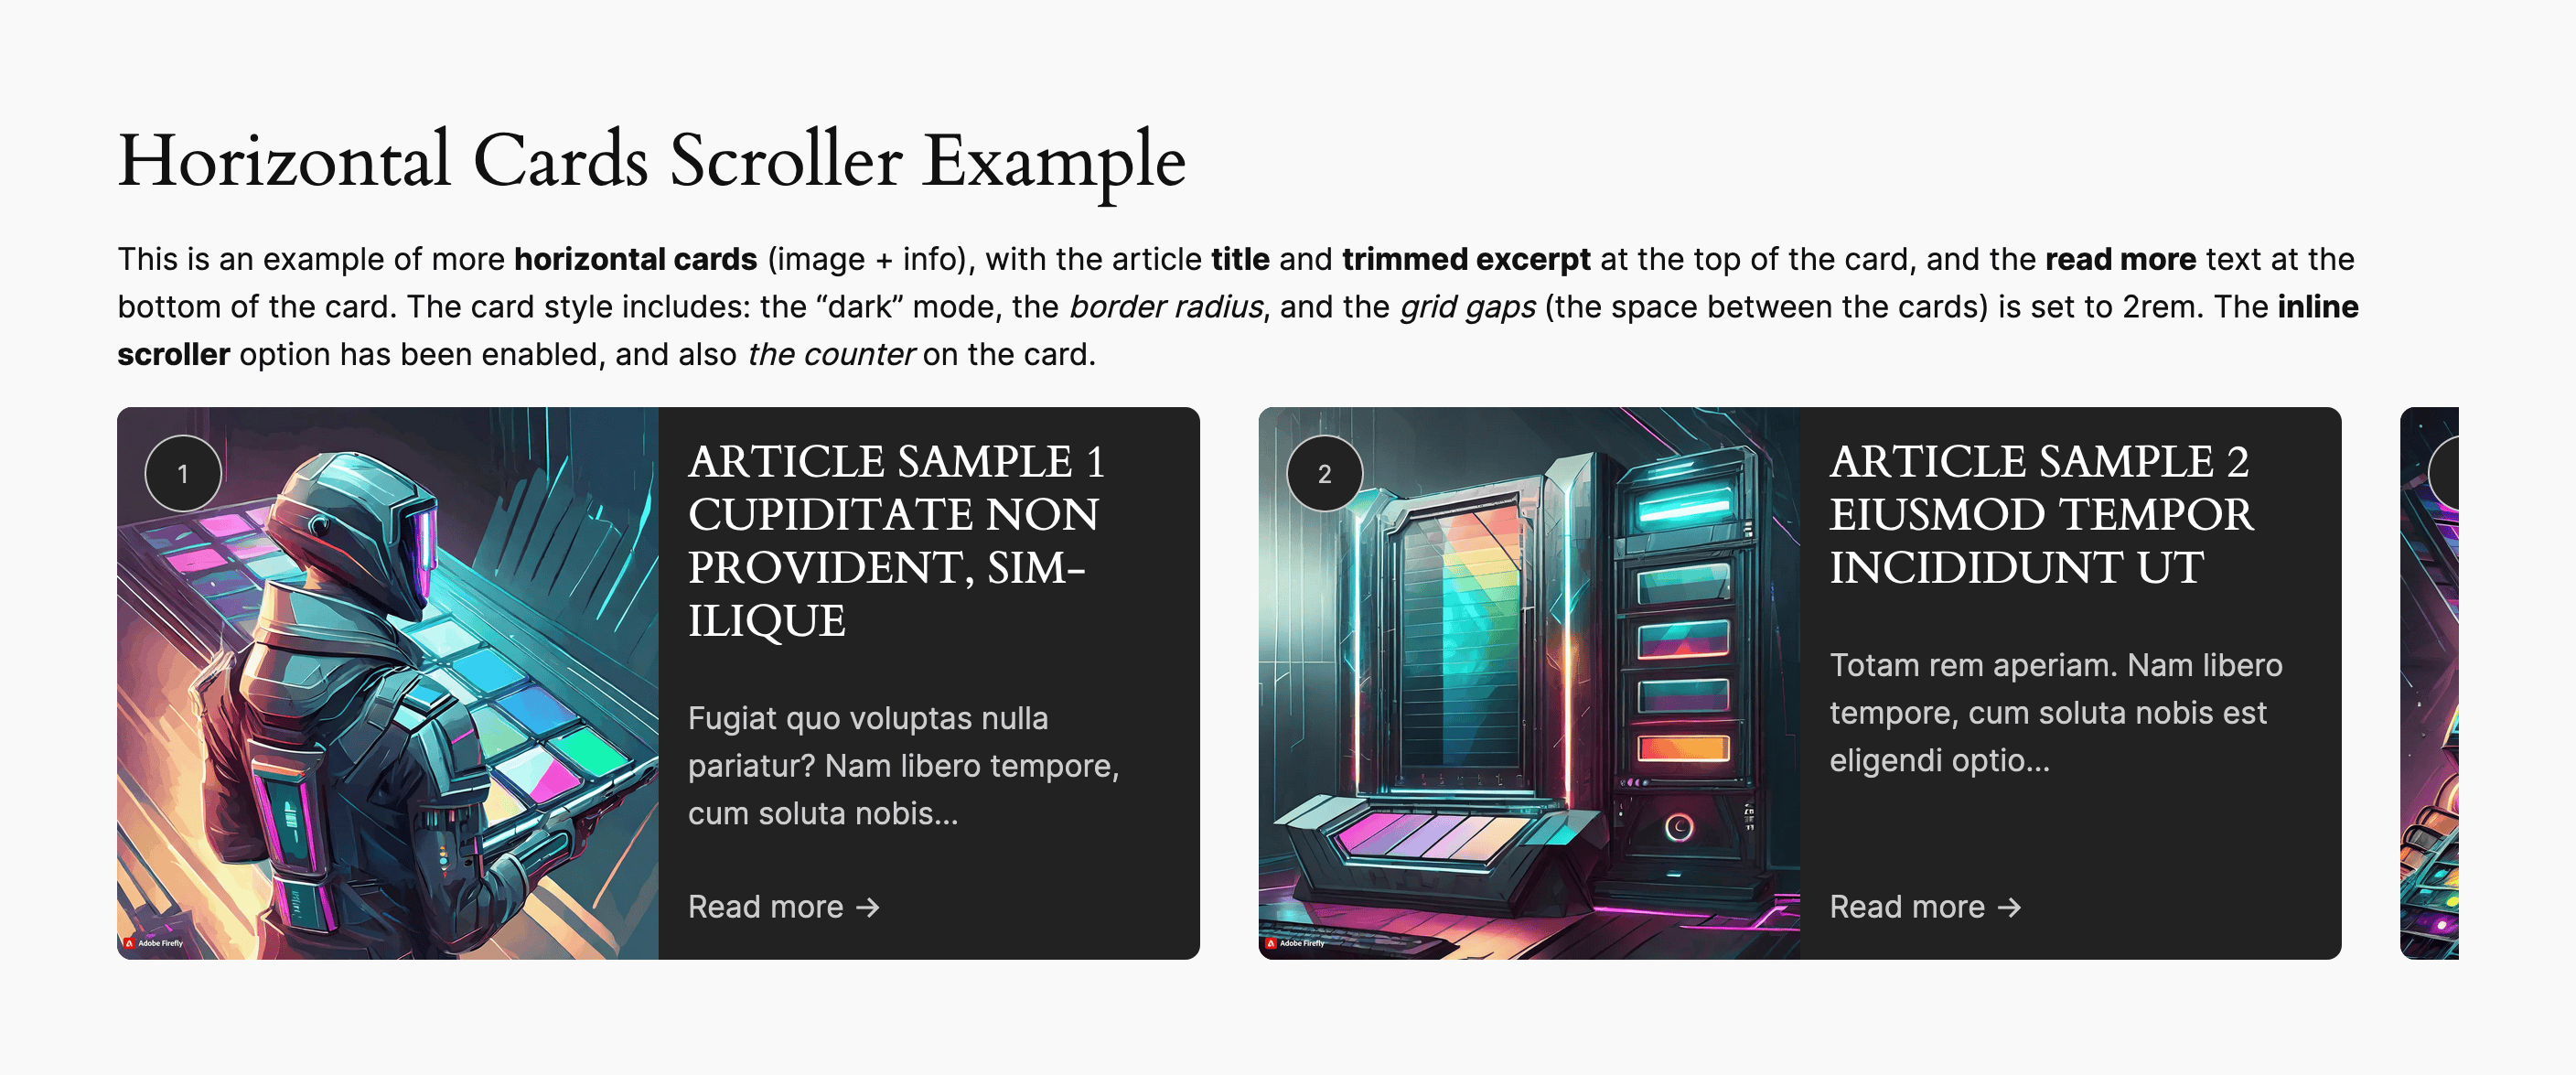 Horizontal Cards Scroller Example
This is an example of more horizontal cards (image + info), with the article title and trimmed excerpt at the top of the card, and the read more text at the
bottom of the card. The card style includes: the “dark” mode, the border radius, and the grid gaps (the space between the cards) is set to 2rem. The inline
scroller option has been enabled, and also the counter on the card.
1
ARTICLE SAMPLE 1
CUPIDITATE NON
PROVIDENT, SIM-
ILIQUE
Fugiat quo voluptas nulla
pariatur? Nam libero tempore,
cum soluta nobis...
Read more →
Adobe Firefly
2
ARTICLE SAMPLE 2
EIUSMOD TEMPOR
INCIDIDUNT UT
Totam rem aperiam. Nam libero
tempore, cum soluta nobis est
eligendi optio...
Read more →
Adobe Firefly